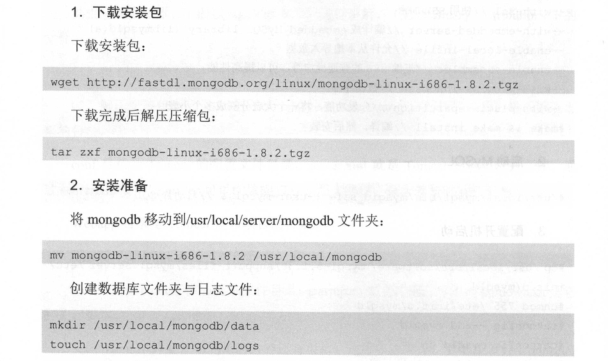 1．下载安装包
下载安装包：
wget http://fastdl.mongodb.org/linux/mongodb-linux-i686-1.8.2.tgz
下载完成后解压压缩包：
tar zxf mongodb-linux-i686-1.8.2.tgz
2．安装准备
将 mongodb 移动到/usr/local/server/mongodb 文件夹：
mv mongodb-linux-i686-1.8.2 /usr/local/mongodb
创建数据库文件夹与日志文件：
mkdir /usr/local/mongodb/data
touch /usr/local/mongodb/logs